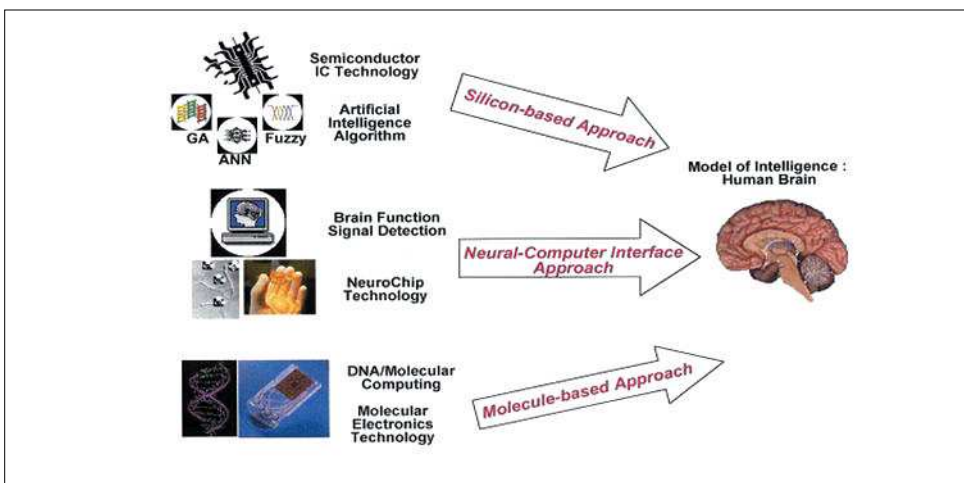 Semiconductor
IC Technology
GA
Fuzzy
ANN
Artificial
Intelligence
Algorithm
Silicon-based Approach
Brain Function
Signal Detection
NeuroChip
Technology
Neural-Computer Interface
Approach
DNA/Molecular
Computing
Molecular
Electronics
Technology
Molecule-based Approach
Model of Intelligence :
Human Brain